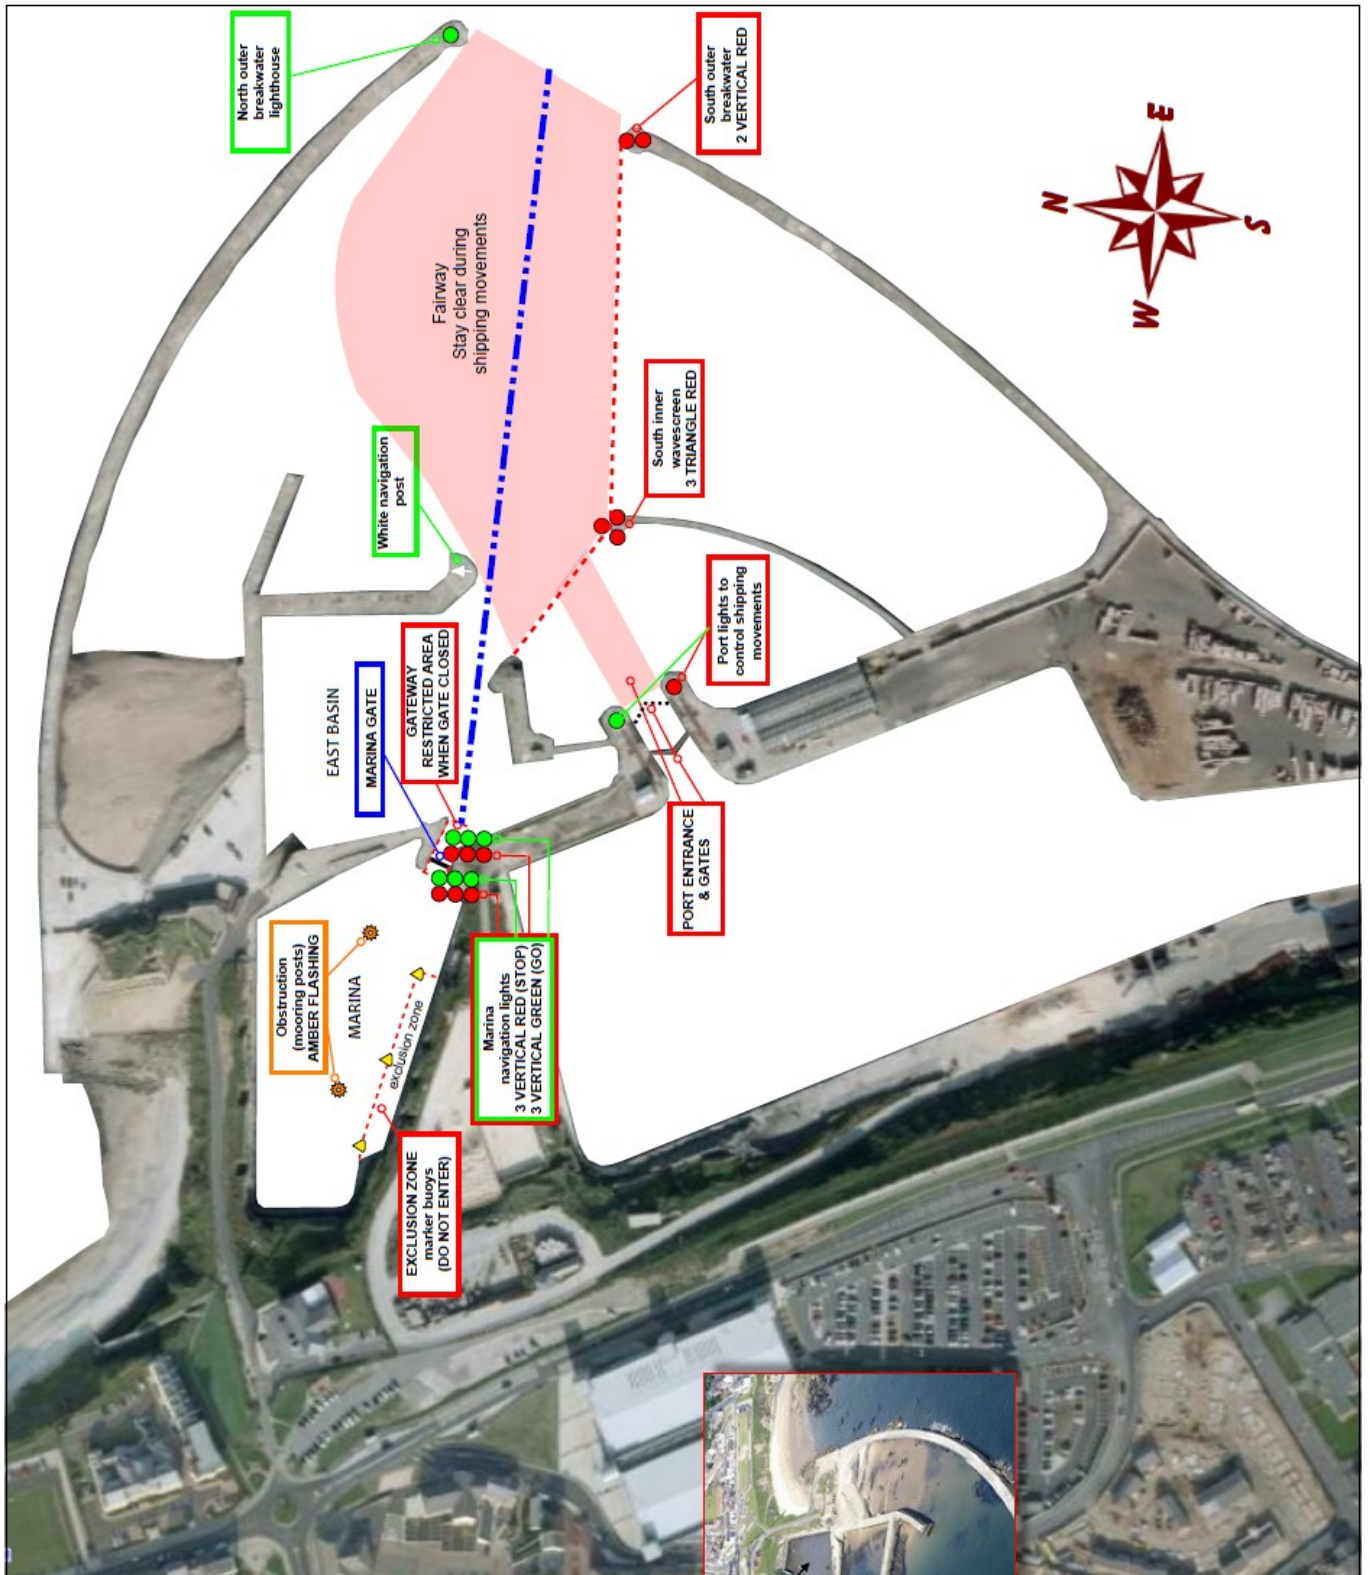 North outer
breakwater
lighthouse
South outer
breakwater
2 VERTICAL RED
N
E
S
W
Fairway
Stay clear during
shipping movements
White navigation
post
South inner
wavescreen
3 TRIANGLE RED
Port lights to
control shipping
movements
EAST BASIN
MARINA GATE
GATEWAY
RESTRICTED AREA
WHEN GATE CLOSED
PORT ENTRANCE
& GATES
Obstruction
(mooring posts)
AMBER FLASHING
MARINA
exclusion zone
Marina
navigation lights
3 VERTICAL RED (STOP)
3 VERTICAL GREEN (GO)
EXCLUSION ZONE
marker buoys
(DO NOT ENTER)